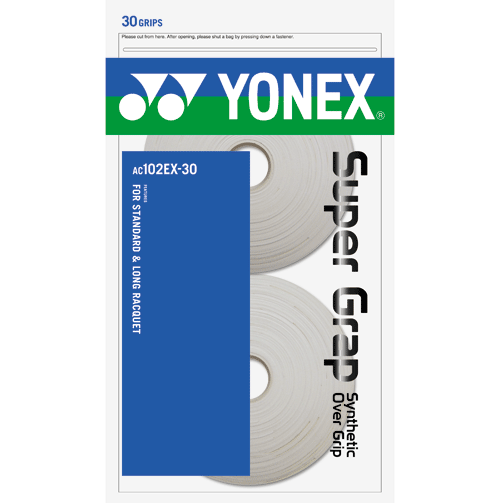 30 GRIPS
Please cut from here. After opening, please shut a bag by pressing down a fastener.
YONEX®
AC102EX-30
FEATURES
FOR STANDARD & LONG RACQUET
Super Grap
Synthetic
Over Grip